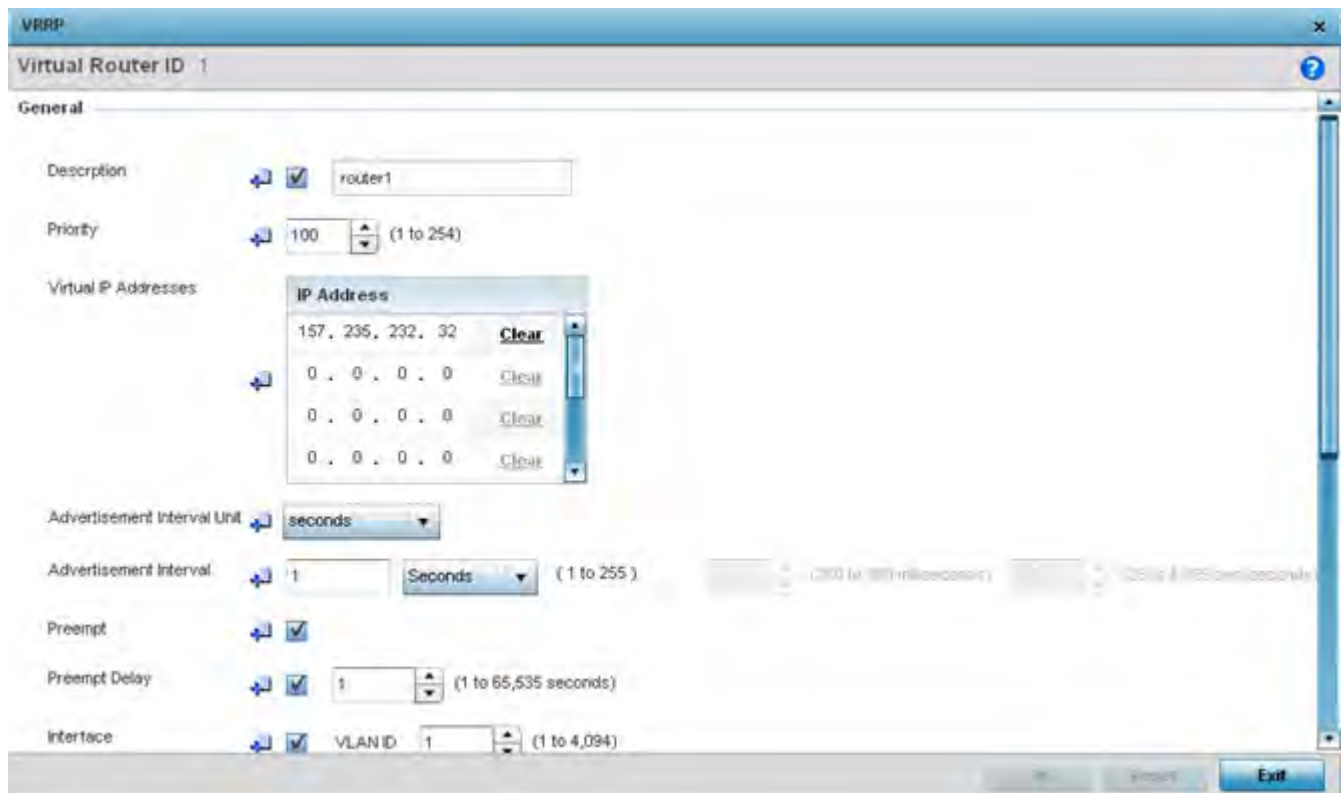 VRRP
Virtual Router ID 1
General
Descrption
router1
Priority
100
(1 to 254)
Virtual IP Addresses
IP Address
157. 235. 232. 32 Clear
0 . 0 . 0 . 0 Clear
0 . 0 . 0 . 0 Clear
0 . 0 . 0 . 0 Clear
Advertisement Interval Unit
seconds
Advertisement Interval
1 Seconds ( 1 to 255 )
Preempt
Preempt Delay
1 (1 to 65,535 seconds)
Interface
VLAN ID 1 (1 to 4,094)
Exit